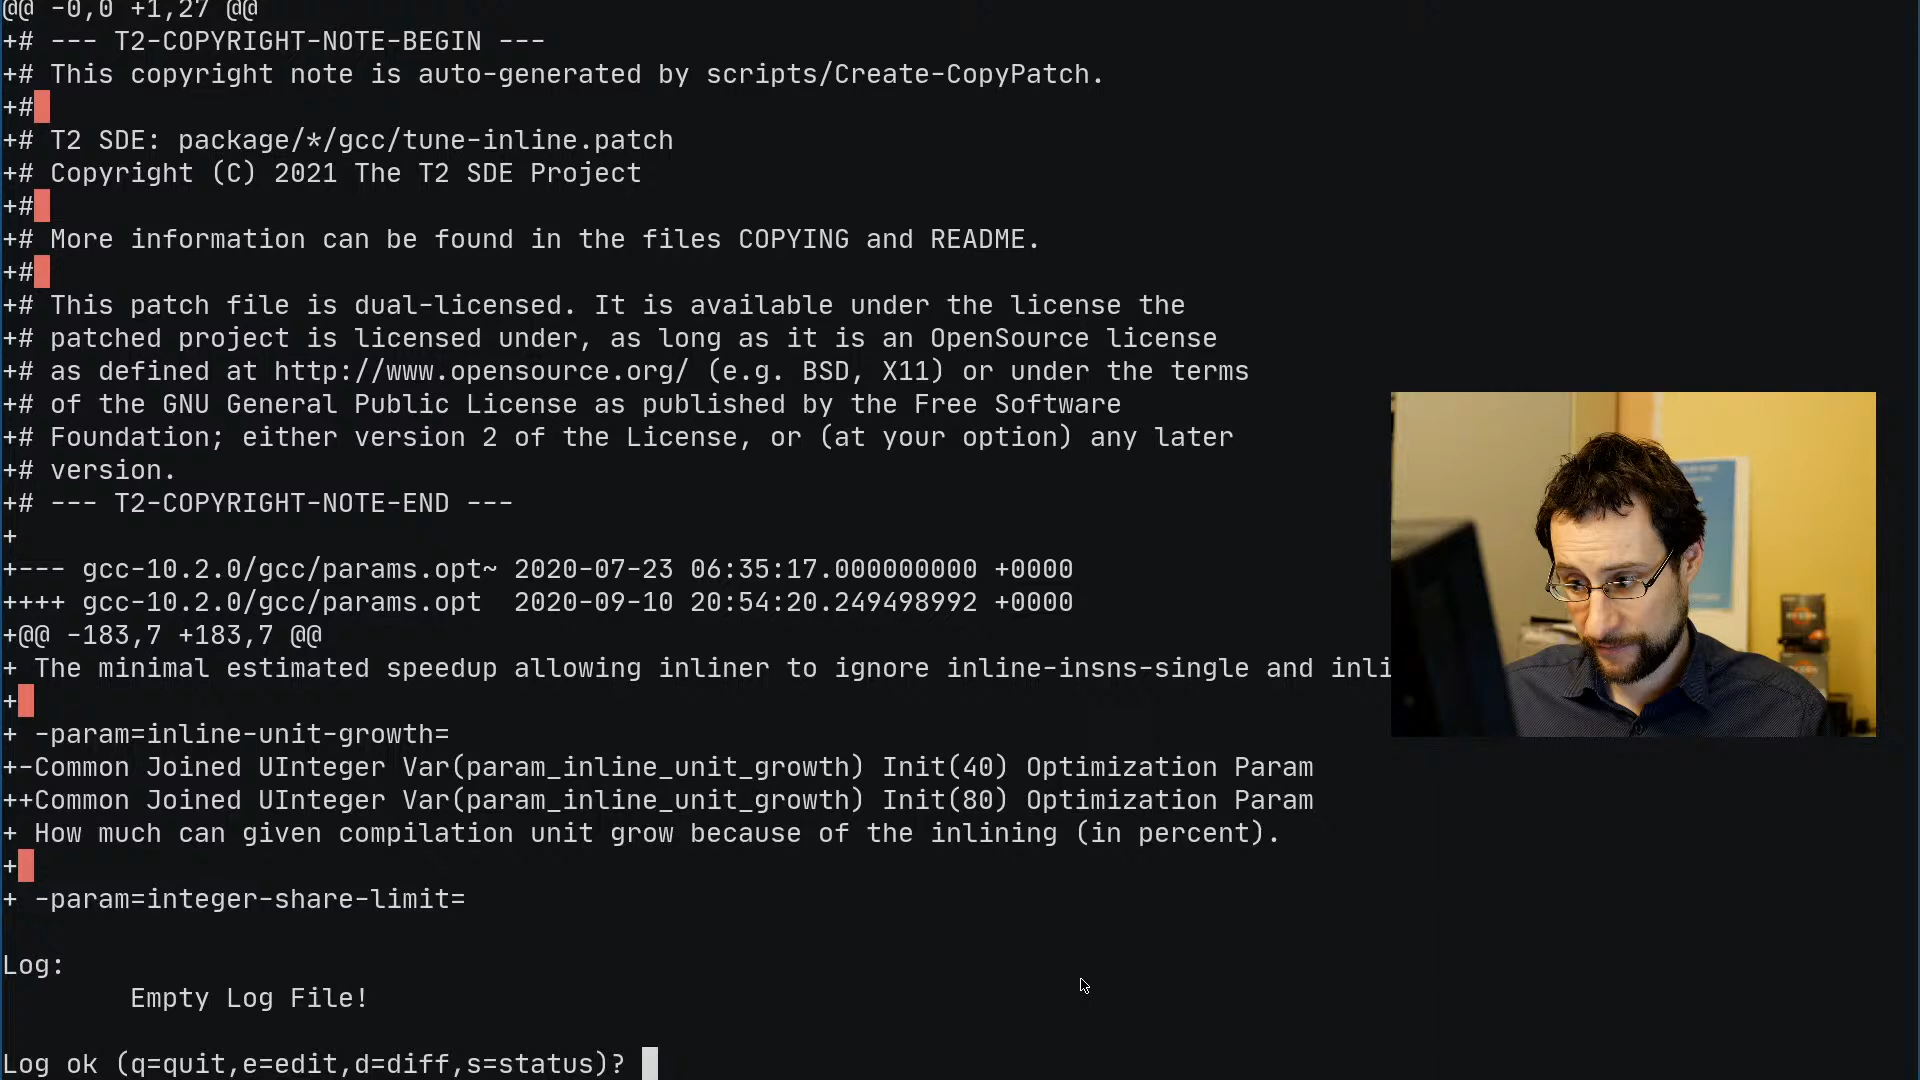 @@ -0,0 +1,27 @@
+# --- T2-COPYRIGHT-NOTE-BEGIN ---
+# This copyright note is auto-generated by scripts/Create-CopyPatch.
+#
+# T2 SDE: package/*/gcc/tune-inline.patch
+# Copyright (C) 2021 The T2 SDE Project
+#
+# More information can be found in the files COPYING and README.
+#
+# This patch file is dual-licensed. It is available under the license the
+# patched project is licensed under, as long as it is an OpenSource license
+# as defined at http://www.opensource.org/ (e.g. BSD, X11) or under the terms
+# of the GNU General Public License as published by the Free Software
+# Foundation; either version 2 of the License, or (at your option) any later
+# version.
+# --- T2-COPYRIGHT-NOTE-END ---
+
+--- gcc-10.2.0/gcc/params.opt~ 2020-07-23 06:35:17.000000000 +0000
++++ gcc-10.2.0/gcc/params.opt  2020-09-10 20:54:20.249498992 +0000
+@@ -183,7 +183,7 @@
+ The minimal estimated speedup allowing inliner to ignore inline-insns-single and inli
+
+ -param=inline-unit-growth=
+-Common Joined UInteger Var(param_inline_unit_growth) Init(40) Optimization Param
++Common Joined UInteger Var(param_inline_unit_growth) Init(80) Optimization Param
+ How much can given compilation unit grow because of the inlining (in percent).
+
+ -param=integer-share-limit=
Log:
Empty Log File!
Log ok (q=quit,e=edit,d=diff,s=status)?